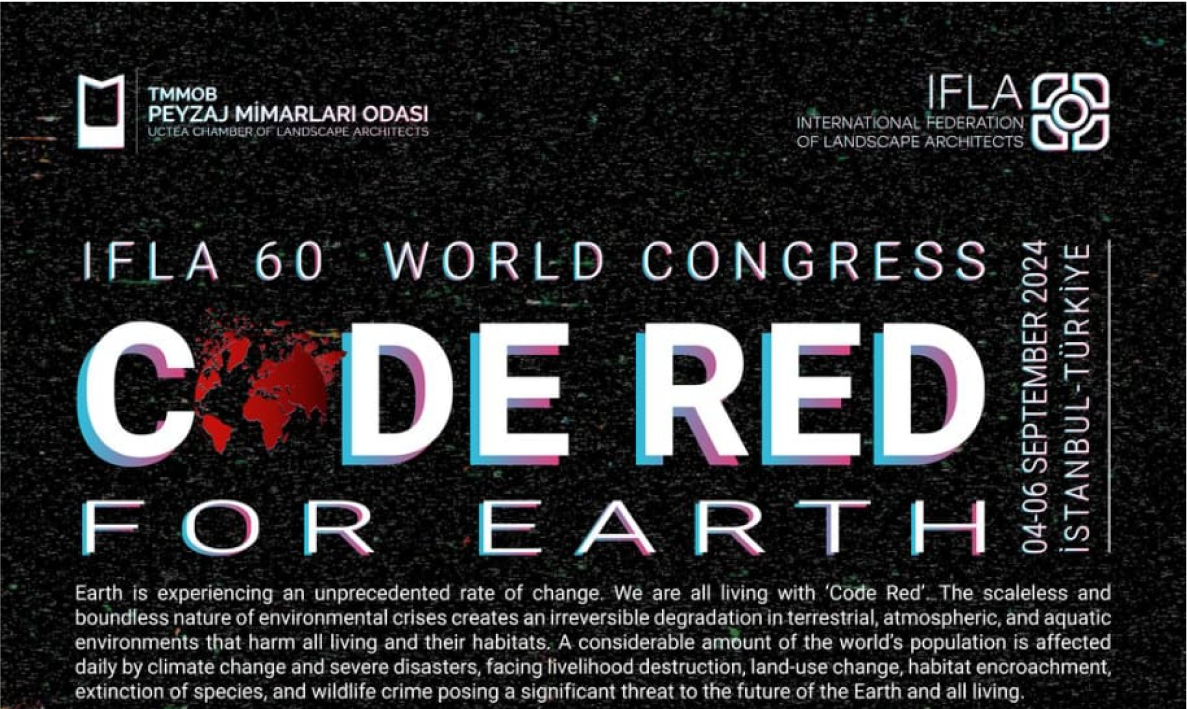 TMMOB
PEYZAJ MİMARLARI ODASI
UCTEA CHAMBER OF LANDSCAPE ARCHITECTS
IFLA
INTERNATIONAL FEDERATION
OF LANDSCAPE ARCHITECTS
IFLA 60 WORLD CONGRESS
CODE RED
FOR EARTH
04-06 SEPTEMBER 2024
İSTANBUL-TÜRKİYE
Earth is experiencing an unprecedented rate of change. We are all living with ‘Code Red’. The scaleless and
boundless nature of environmental crises creates an irreversible degradation in terrestrial, atmospheric, and aquatic
environments that harm all living and their habitats. A considerable amount of the world’s population is affected
daily by climate change and severe disasters, facing livelihood destruction, land-use change, habitat encroachment,
extinction of species, and wildlife crime posing a significant threat to the future of the Earth and all living.